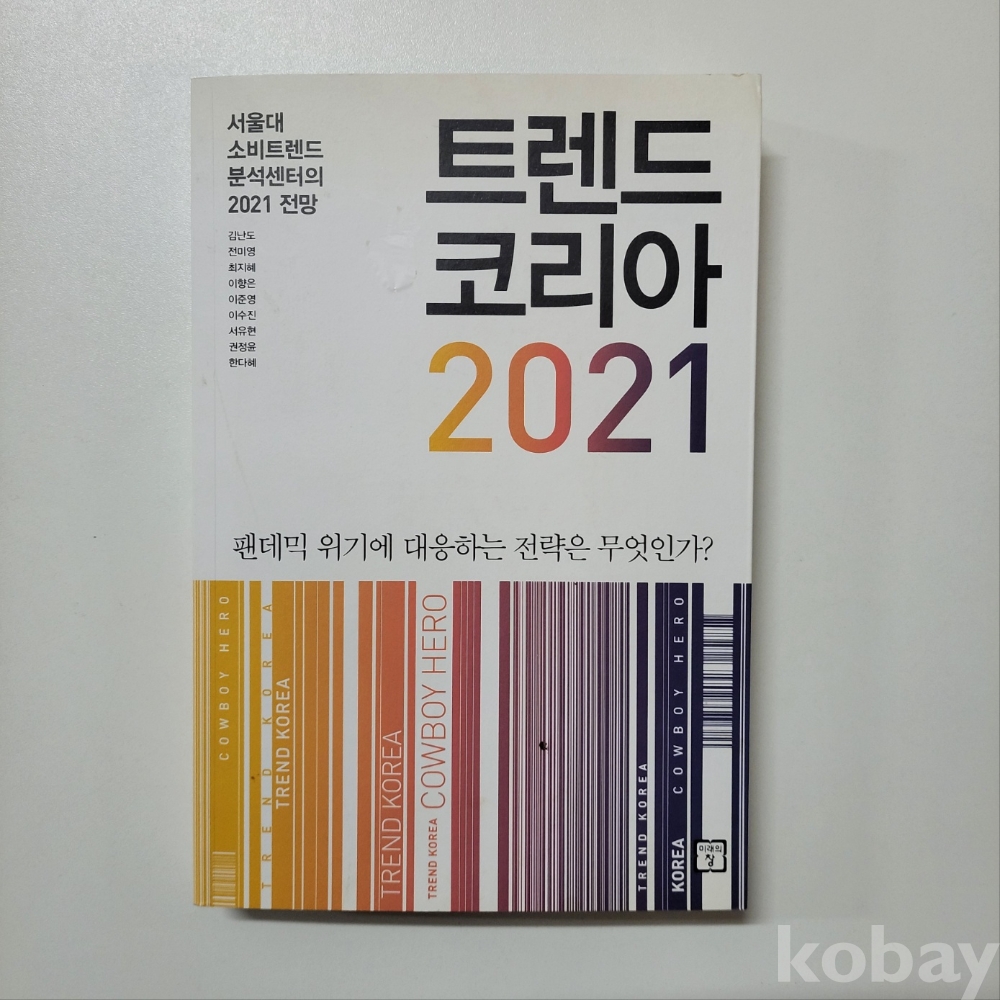 서울대
소비트렌드
분석센터의
2021 전망
김난도
전미영
최지혜
이향은
이준영
이수진
서유현
권정윤
한다혜
트렌드
코리아
2021
팬데믹 위기에 대응하는 전략은 무엇인가?
COWBOY HERO
TREND KOREA
TREND KOREA
TREND KOREA
TREND KOREA
COWBOY HERO
TREND KOREA
KOREA
COWBOY HERO
미래의
창
kobay